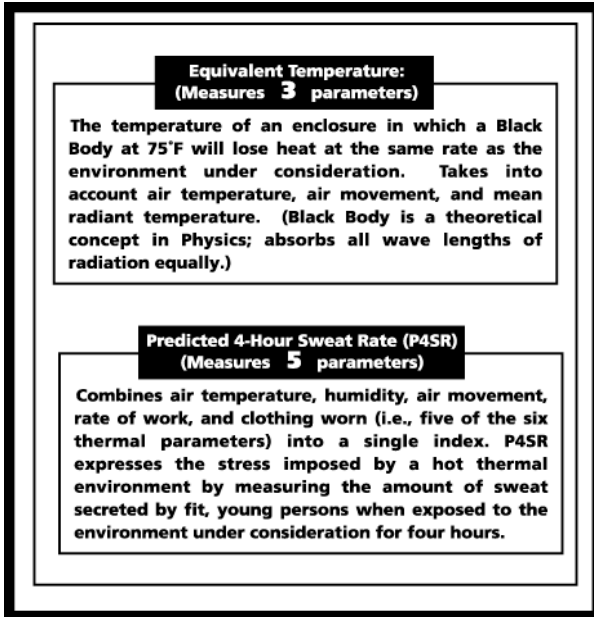 Equivalent Temperature:
(Measures 3 parameters)
The temperature of an enclosure in which a Black
Body at 75°F will lose heat at the same rate as the
environment under consideration. Takes into
account air temperature, air movement, and mean
radiant temperature. (Black Body is a theoretical
concept in Physics; absorbs all wave lengths of
radiation equally.)
Predicted 4-Hour Sweat Rate (P4SR)
(Measures 5 parameters)
Combines air temperature, humidity, air movement,
rate of work, and clothing worn (i.e., five of the six
thermal parameters) into a single index. P4SR
expresses the stress imposed by a hot thermal
environment by measuring the amount of sweat
secreted by fit, young persons when exposed to the
environment under consideration for four hours.